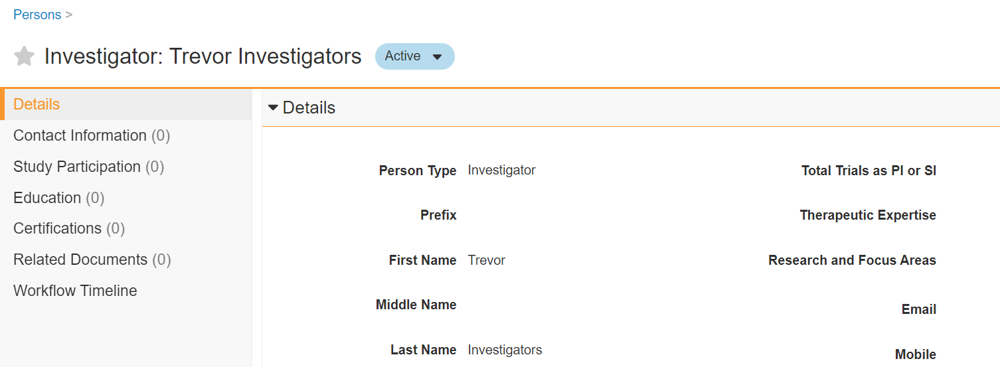 Persons >
Investigator: Trevor Investigators Active
Details
Contact Information (0)
Study Participation (0)
Education (0)
Certifications (0)
Related Documents (0)
Workflow Timeline
Details
Person Type Investigator Total Trials as PI or SI
Prefix Therapeutic Expertise
First Name Trevor Research and Focus Areas
Middle Name Email
Last Name Investigators Mobile